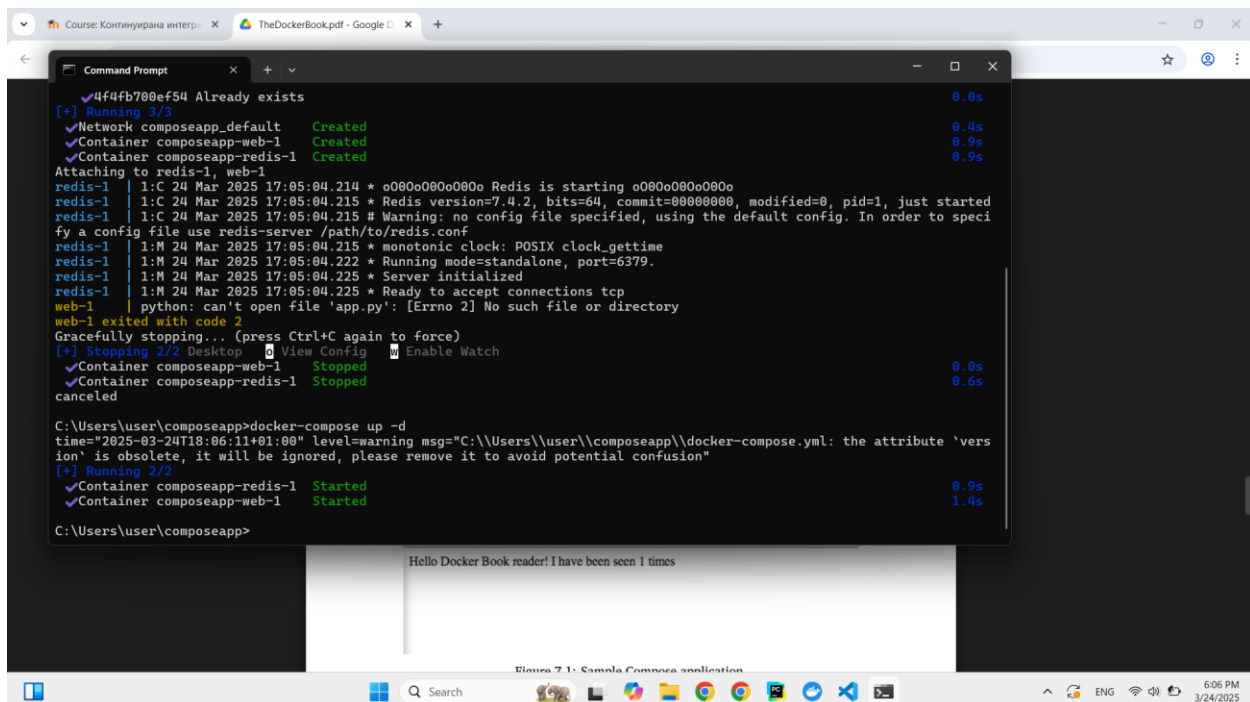 Course: Континуирана интегра
TheDockerBook.pdf - Google D
Command Prompt
4f4fb700ef54 Already exists 0.0s
[+] Running 3/3
Network composeapp_default Created 0.4s
Container composeapp-web-1 Created 0.9s
Container composeapp-redis-1 Created 0.9s
Attaching to redis-1, web-1
redis-1 | 1:C 24 Mar 2025 17:05:04.214 * oO0OoO0OoO0Oo Redis is starting oO0OoO0OoO0Oo
redis-1 | 1:C 24 Mar 2025 17:05:04.215 * Redis version=7.4.2, bits=64, commit=00000000, modified=0, pid=1, just started
redis-1 | 1:C 24 Mar 2025 17:05:04.215 # Warning: no config file specified, using the default config. In order to speci
fy a config file use redis-server /path/to/redis.conf
redis-1 | 1:M 24 Mar 2025 17:05:04.215 * monotonic clock: POSIX clock_gettime
redis-1 | 1:M 24 Mar 2025 17:05:04.222 * Running mode=standalone, port=6379.
redis-1 | 1:M 24 Mar 2025 17:05:04.225 * Server initialized
redis-1 | 1:M 24 Mar 2025 17:05:04.225 * Ready to accept connections tcp
web-1 | python: can't open file 'app.py': [Errno 2] No such file or directory
web-1 exited with code 2
Gracefully stopping... (press Ctrl+C again to force)
[+] Stopping 2/2 Desktop o View Config w Enable Watch
Container composeapp-web-1 Stopped 0.0s
Container composeapp-redis-1 Stopped 0.6s
canceled
C:\Users\user\composeapp>docker-compose up -d
time="2025-03-24T18:06:11+01:00" level=warning msg="C:\\Users\\user\\composeapp\\docker-compose.yml: the attribute `vers
ion` is obsolete, it will be ignored, please remove it to avoid potential confusion"
[+] Running 2/2
Container composeapp-redis-1 Started 0.9s
Container composeapp-web-1 Started 1.4s
C:\Users\user\composeapp>
Hello Docker Book reader! I have been seen 1 times
Figure 7.1: Sample Compose application
Search
ENG
6:06 PM
3/24/2025